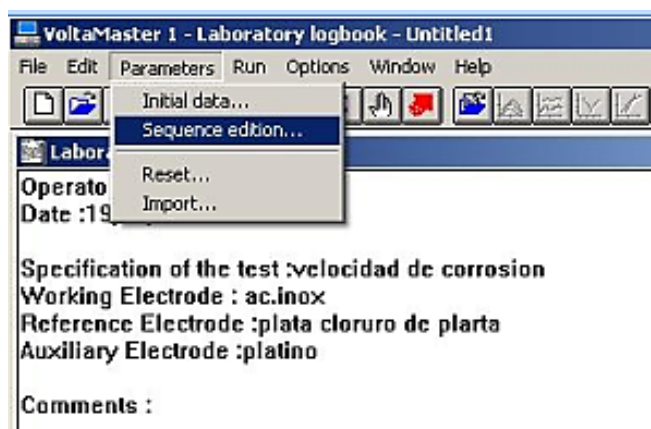 VoltaMaster 1 - Laboratory logbook - Untitled1
File Edit Parameters Run Options Window Help
Initial data...
Sequence edition...
Reset...
Import...
Labora
Operato
Date :19
Specification of the test :velocidad de corrosion
Working Electrode : ac.inox
Reference Electrode :plata cloruro de plarta
Auxiliary Electrode :platino
Comments :